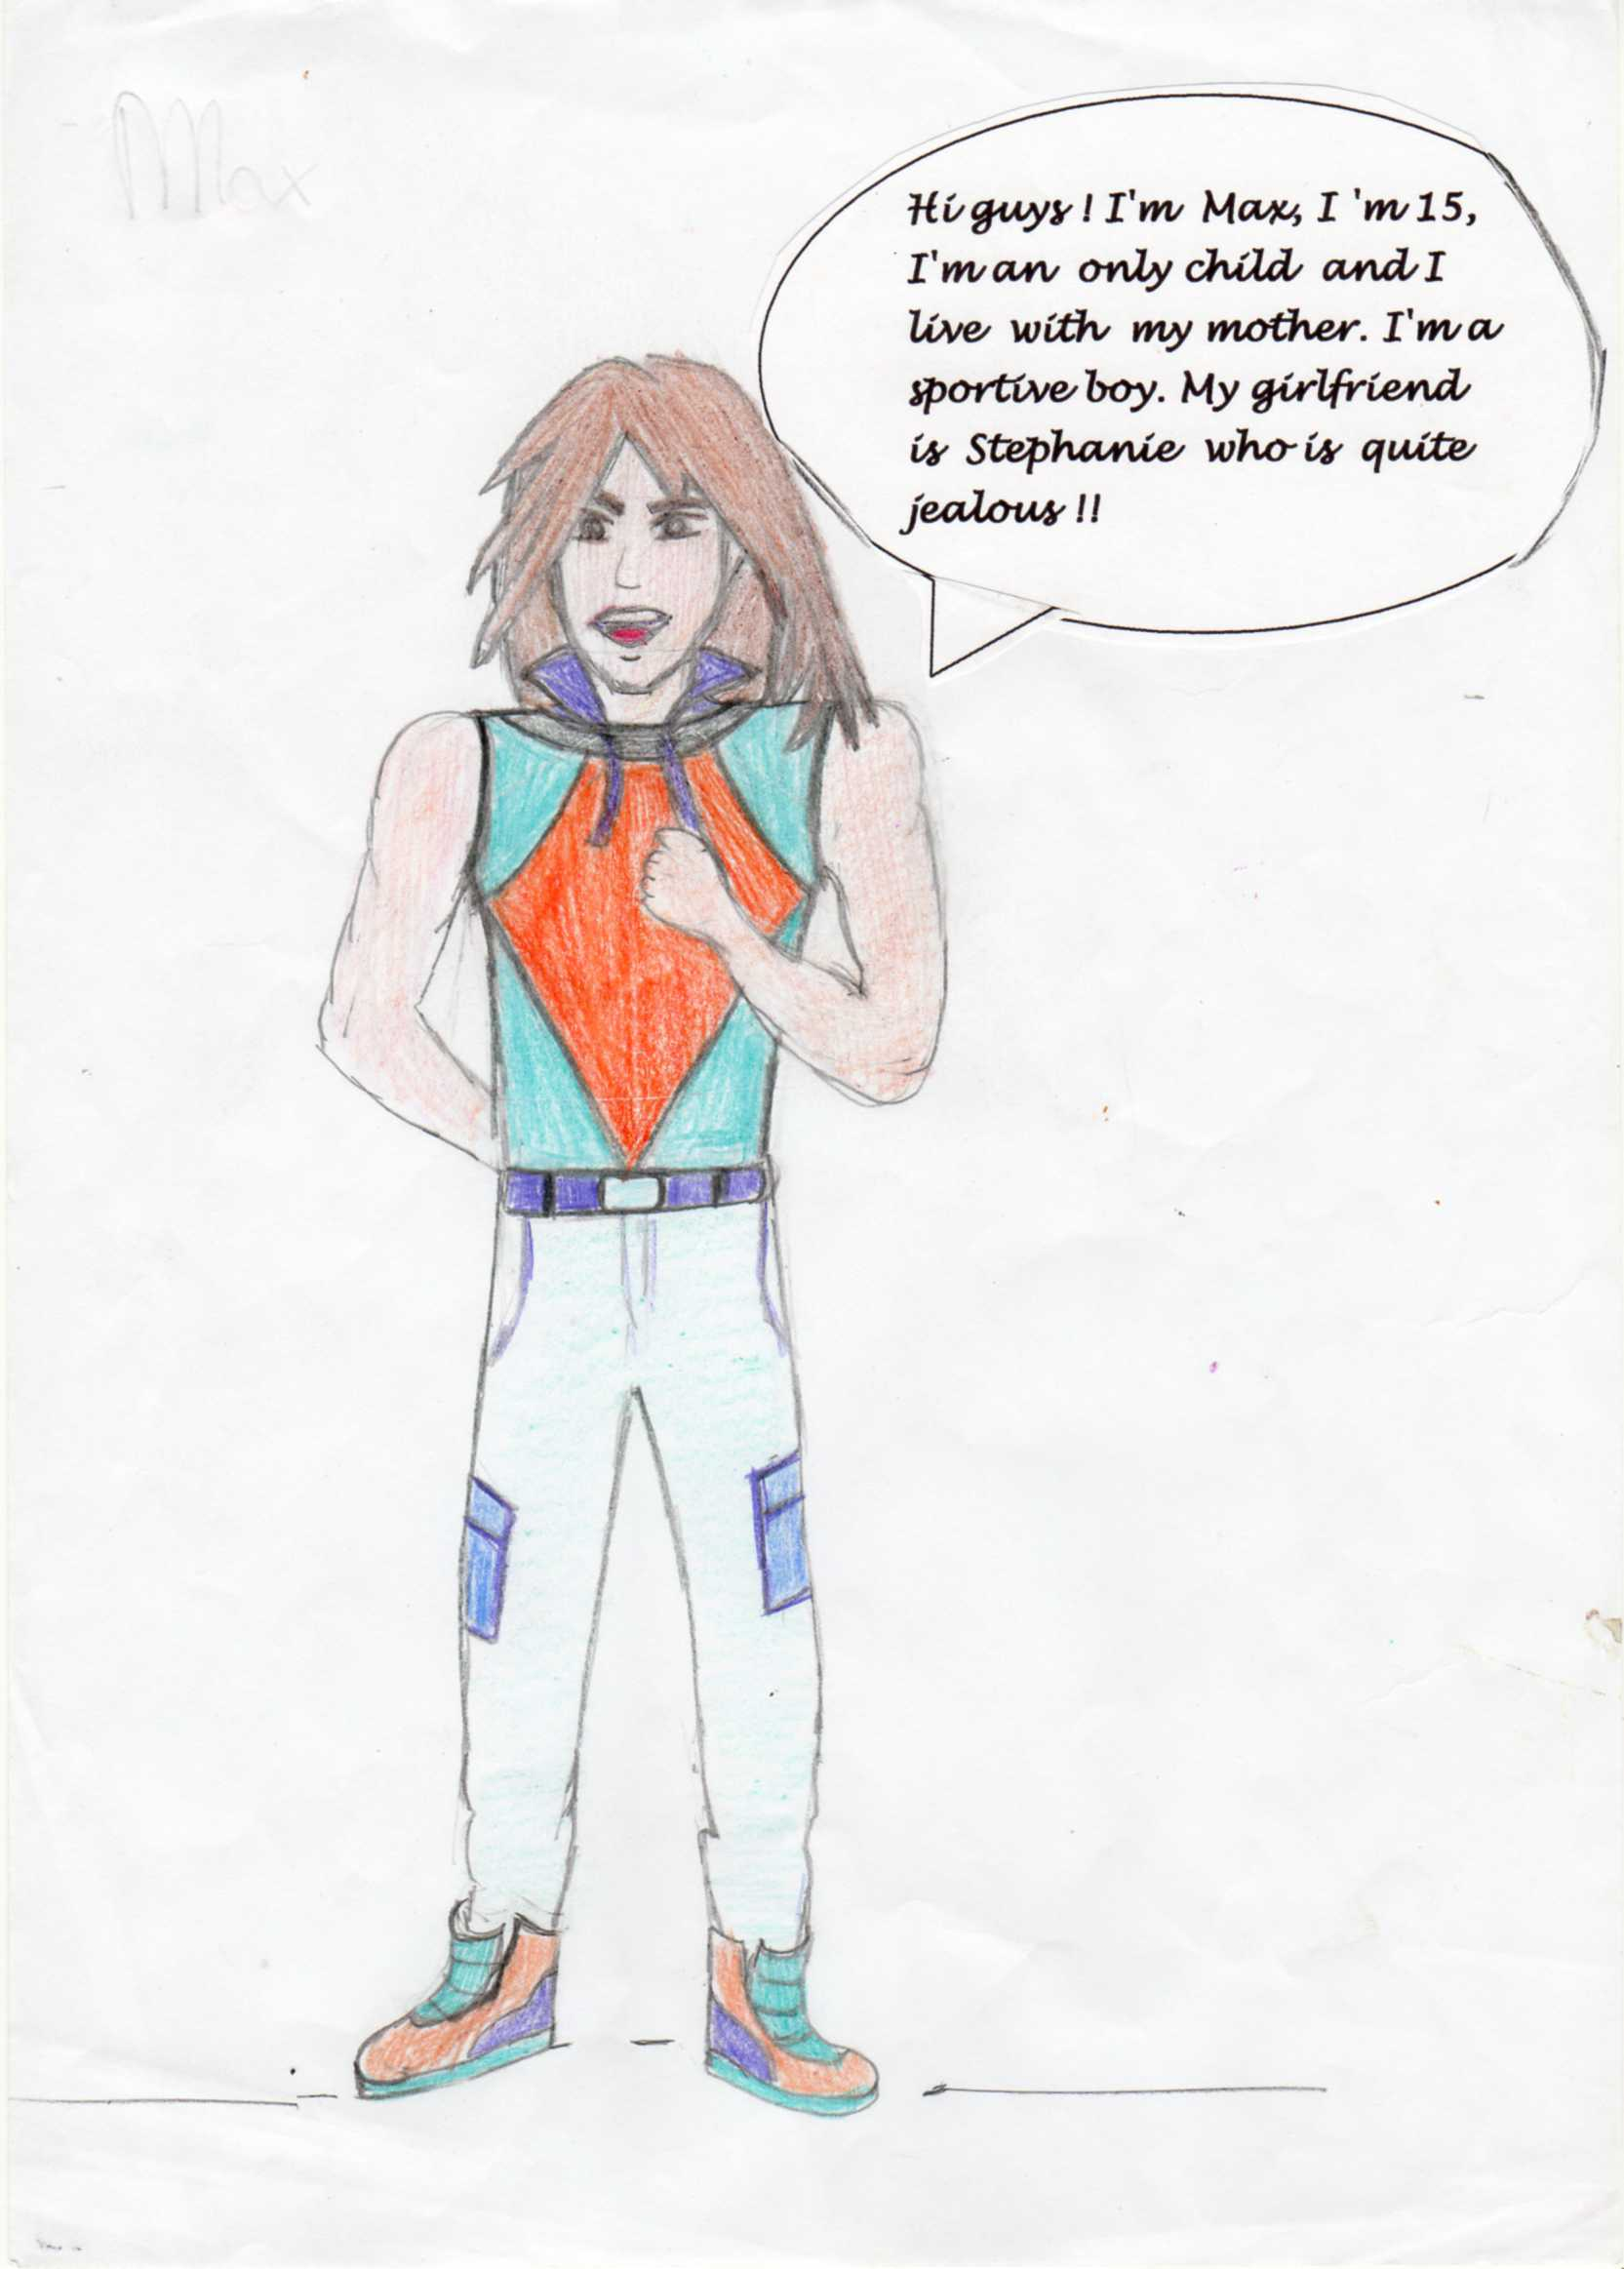 Max
Hi guys ! I'm Max, I 'm 15,
I'm an only child and I
live with my mother. I'm a
sportive boy. My girlfriend
is Stephanie who is quite
jealous !!